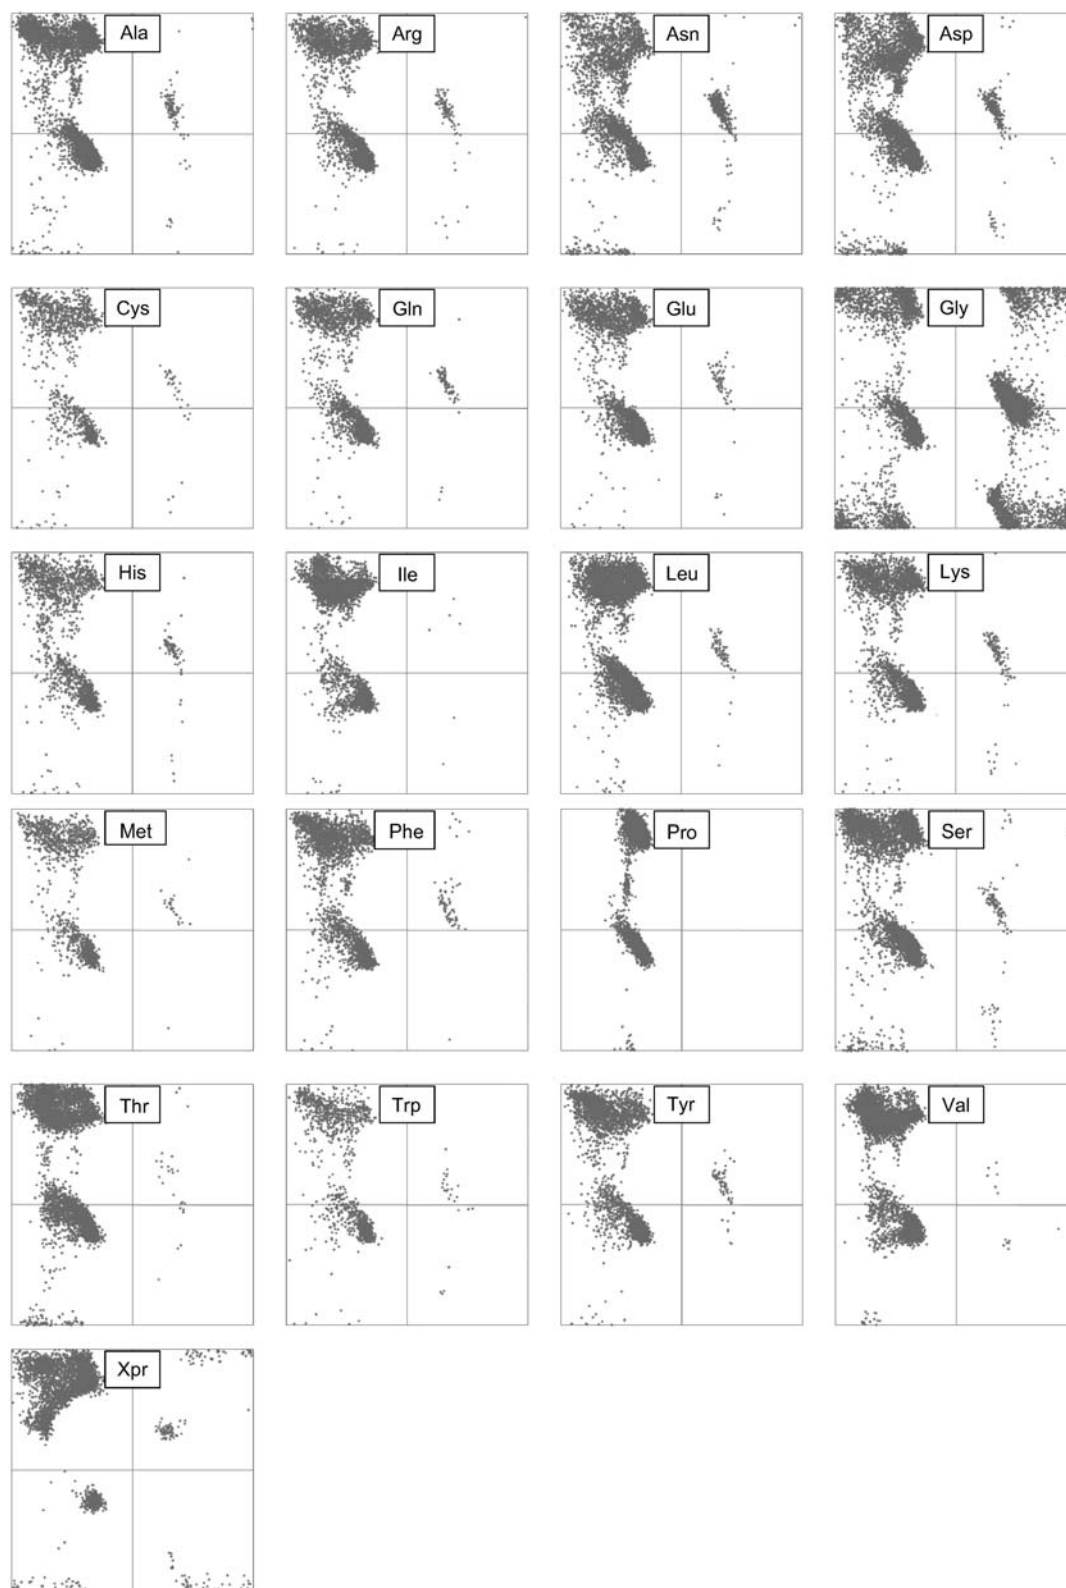 Ala
Arg
Asn
Asp
Cys
Gln
Glu
Gly
His
Ile
Leu
Lys
Met
Phe
Pro
Ser
Thr
Trp
Tyr
Val
Xpr